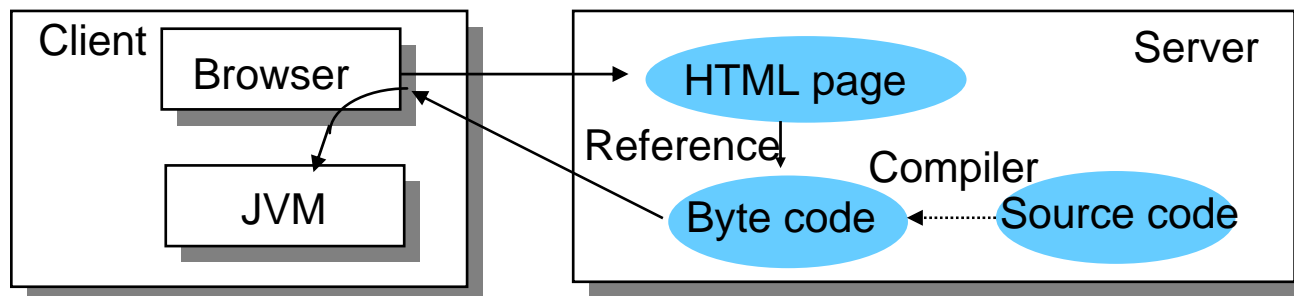 Client
Browser
JVM
Server
HTML page
Reference
Compiler
Byte code
Source code